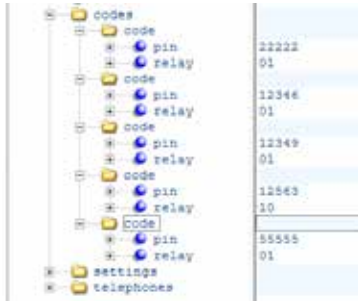 codes
code
pin 22222
relay 01
code
pin 12346
relay 01
code
pin 12349
relay 01
code
pin 12563
relay 10
code
pin 55555
relay 01
settings
telephones